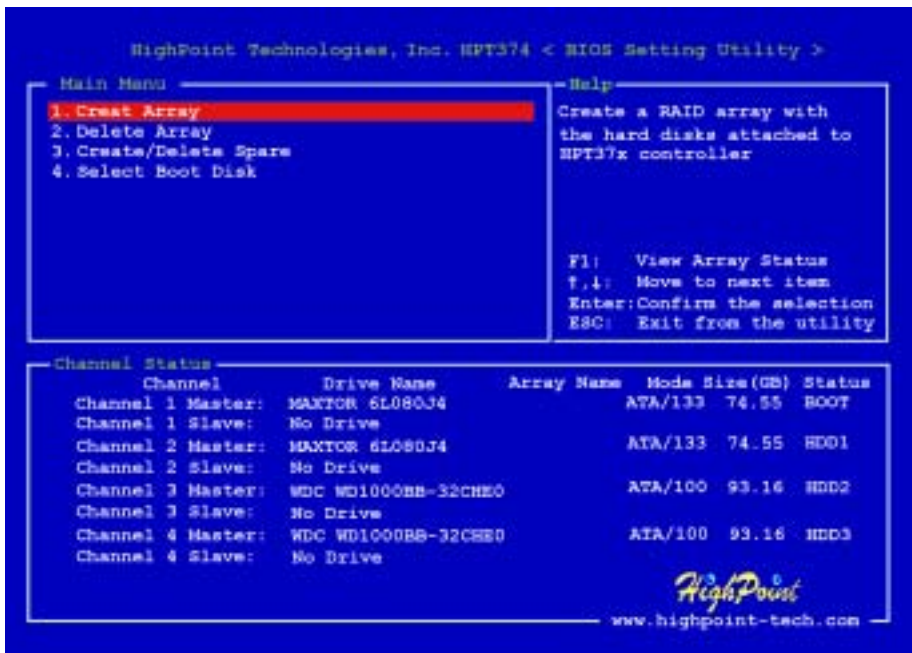 HighPoint Technologies, Inc. HPT374 < BIOS Setting Utility >
Main Menu
1. Creat Array
2. Delete Array
3. Create/Delete Spare
4. Select Boot Disk
Help
Create a RAID array with
the hard disks attached to
HPT37x controller
F1: View Array Status
↑,↓: Move to next item
Enter:Confirm the selection
ESC: Exit from the utility
Channel Status
Channel Drive Name Array Name Mode Size(GB) Status
Channel 1 Master: MAXTOR 6L080J4 ATA/133 74.55 BOOT
Channel 1 Slave: No Drive
Channel 2 Master: MAXTOR 6L080J4 ATA/133 74.55 HDD1
Channel 2 Slave: No Drive
Channel 3 Master: WDC WD1000BB-32CHE0 ATA/100 93.16 HDD2
Channel 3 Slave: No Drive
Channel 4 Master: WDC WD1000BB-32CHE0 ATA/100 93.16 HDD3
Channel 4 Slave: No Drive
HighPoint
www.highpoint-tech.com